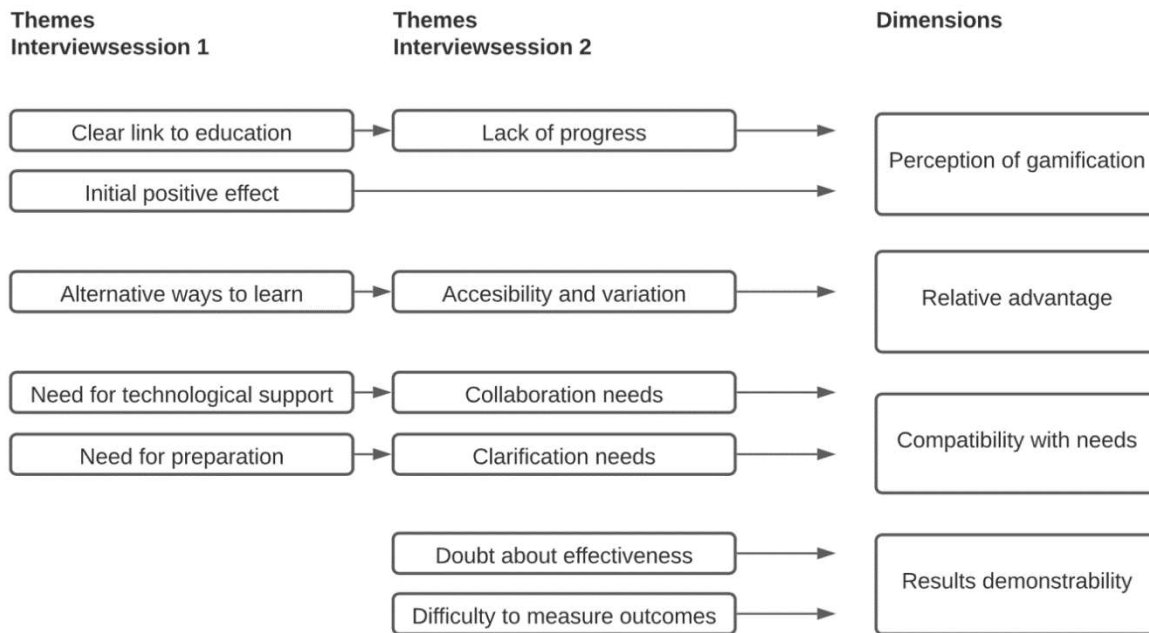 Themes
Interviewsession 1
Themes
Interviewsession 2
Dimensions
Clear link to education
Lack of progress
Perception of gamification
Initial positive effect
Alternative ways to learn
Accesibility and variation
Relative advantage
Need for technological support
Collaboration needs
Compatibility with needs
Need for preparation
Clarification needs
Doubt about effectiveness
Results demonstrability
Difficulty to measure outcomes